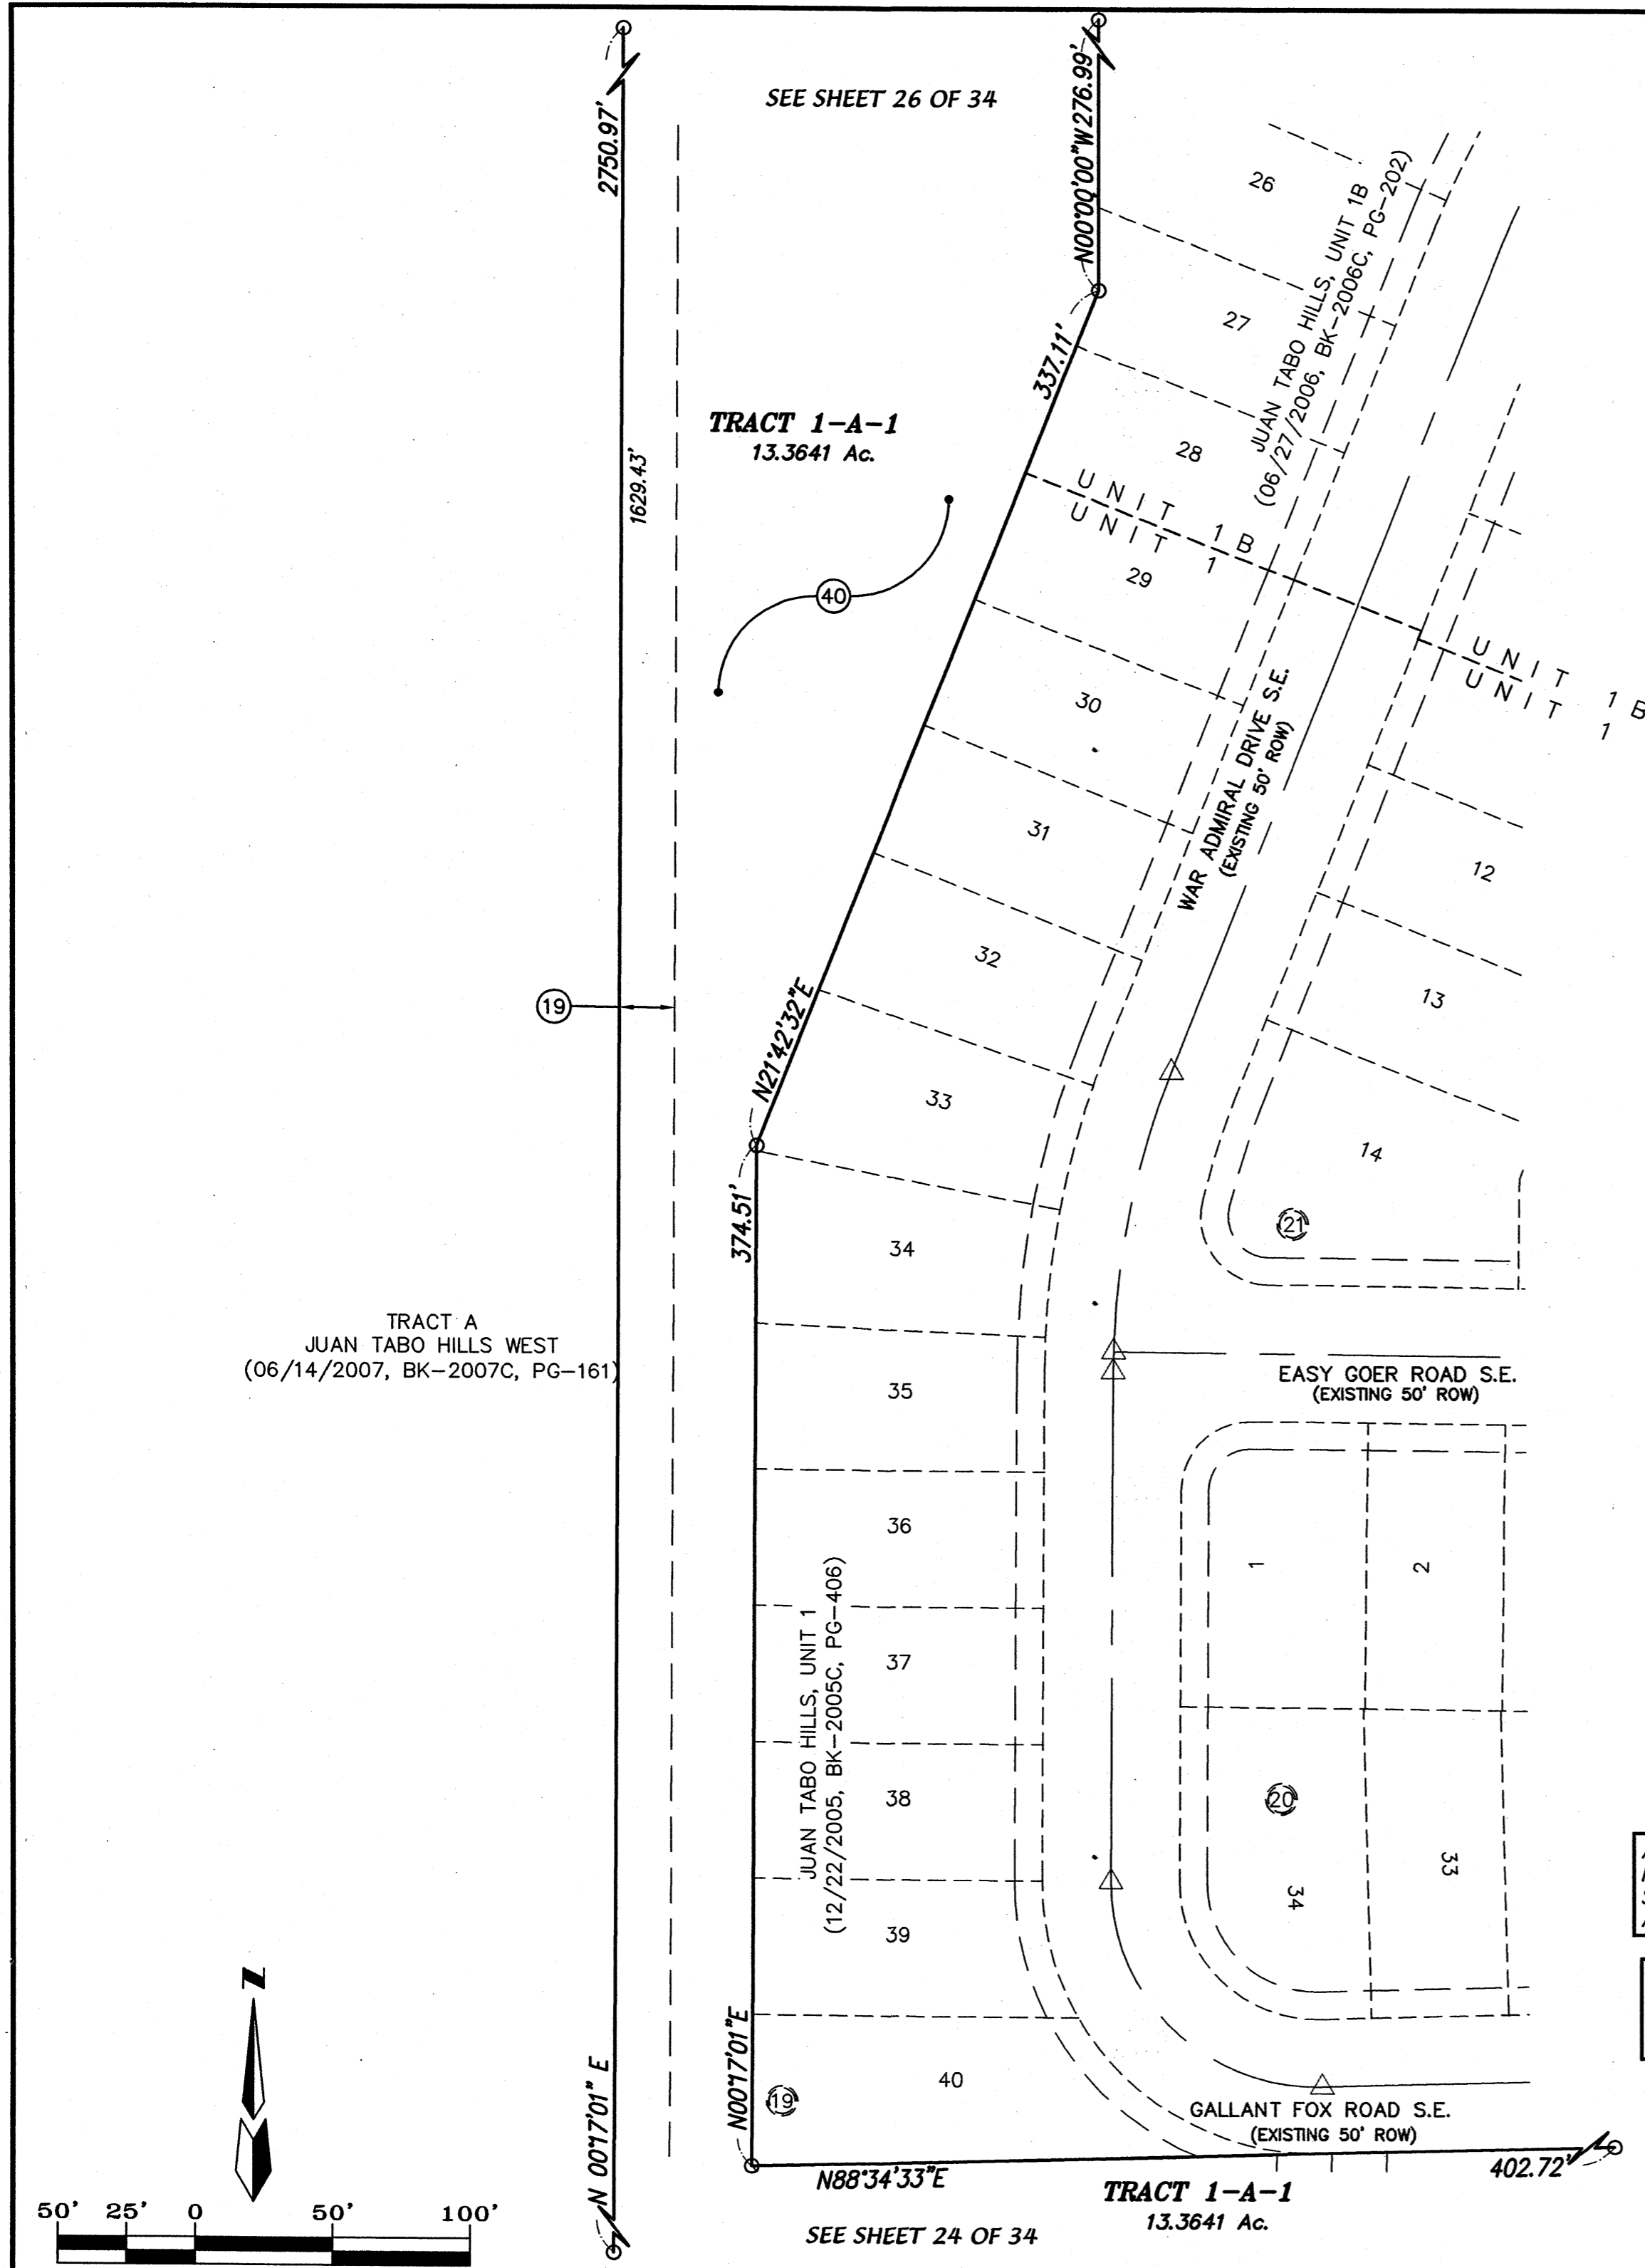 SEE SHEET 26 OF 34
2750.97'
N00°00'00"W 276.99'
26
JUAN TABO HILLS, UNIT 1B
(06/27/2006, BK-2006C, PG-202)
27
337.11'
TRACT 1-A-1
13.3641 Ac.
28
1629.43'
UNIT 1B
UNIT 1
40
29
UNIT 1B
UNIT 1
30
WAR ADMIRAL DRIVE S.E.
(EXISTING 50' ROW)
31
12
32
13
19
N21°42'32"E
33
14
374.51'
34
21
TRACT A
JUAN TABO HILLS WEST
(06/14/2007, BK-2007C, PG-161)
EASY GOER ROAD S.E.
(EXISTING 50' ROW)
35
36
1
2
JUAN TABO HILLS, UNIT 1
(12/22/2005, BK-2005C, PG-406)
37
38
20
33
34
39
N
N 00°17'01" E
N00°17'01"E
40
19
GALLANT FOX ROAD S.E.
(EXISTING 50' ROW)
N88°34'33"E
402.72'
TRACT 1-A-1
13.3641 Ac.
50' 25' 0 50' 100'
SEE SHEET 24 OF 34